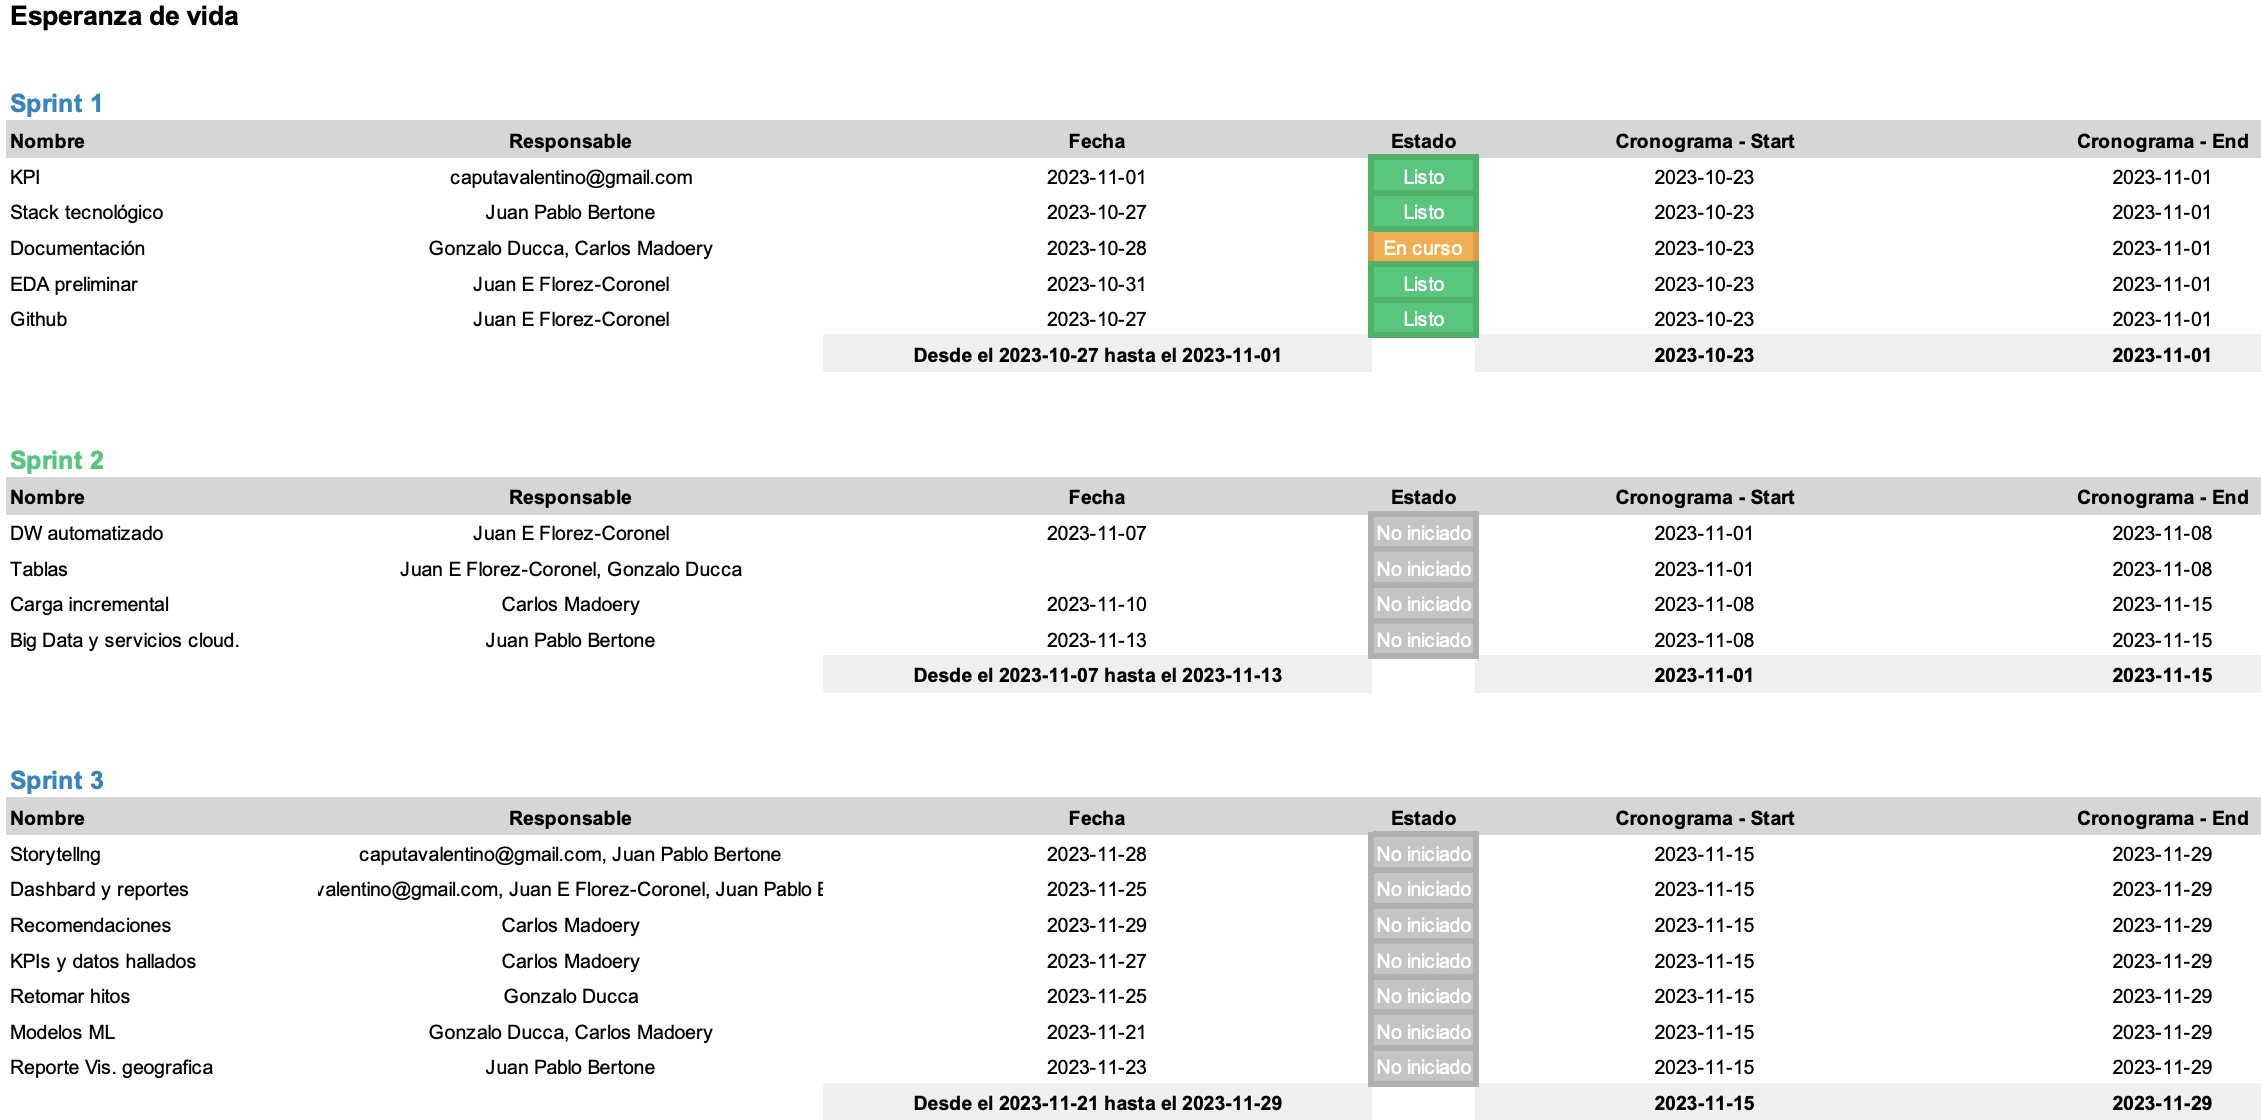 Esperanza de vida
Sprint 1
Nombre Responsable Fecha Estado Cronograma - Start Cronograma - End
KPI caputavalentino@gmail.com 2023-11-01 Listo 2023-10-23 2023-11-01
Stack tecnológico Juan Pablo Bertone 2023-10-27 Listo 2023-10-23 2023-11-01
Documentación Gonzalo Ducca, Carlos Madoery 2023-10-28 En curso 2023-10-23 2023-11-01
EDA preliminar Juan E Florez-Coronel 2023-10-31 Listo 2023-10-23 2023-11-01
Github Juan E Florez-Coronel 2023-10-27 Listo 2023-10-23 2023-11-01
Desde el 2023-10-27 hasta el 2023-11-01 2023-10-23 2023-11-01
Sprint 2
Nombre Responsable Fecha Estado Cronograma - Start Cronograma - End
DW automatizado Juan E Florez-Coronel 2023-11-07 No iniciado 2023-11-01 2023-11-08
Tablas Juan E Florez-Coronel, Gonzalo Ducca No iniciado 2023-11-01 2023-11-08
Carga incremental Carlos Madoery 2023-11-10 No iniciado 2023-11-08 2023-11-15
Big Data y servicios cloud. Juan Pablo Bertone 2023-11-13 No iniciado 2023-11-08 2023-11-15
Desde el 2023-11-07 hasta el 2023-11-13 2023-11-01 2023-11-15
Sprint 3
Nombre Responsable Fecha Estado Cronograma - Start Cronograma - End
Storytellng caputavalentino@gmail.com, Juan Pablo Bertone 2023-11-28 No iniciado 2023-11-15 2023-11-29
Dashbard y reportes valentino@gmail.com, Juan E Florez-Coronel, Juan Pablo 2023-11-25 No iniciado 2023-11-15 2023-11-29
Recomendaciones Carlos Madoery 2023-11-29 No iniciado 2023-11-15 2023-11-29
KPIs y datos hallados Carlos Madoery 2023-11-27 No iniciado 2023-11-15 2023-11-29
Retomar hitos Gonzalo Ducca 2023-11-25 No iniciado 2023-11-15 2023-11-29
Modelos ML Gonzalo Ducca, Carlos Madoery 2023-11-21 No iniciado 2023-11-15 2023-11-29
Reporte Vis. geografica Juan Pablo Bertone 2023-11-23 No iniciado 2023-11-15 2023-11-29
Desde el 2023-11-21 hasta el 2023-11-29 2023-11-15 2023-11-29